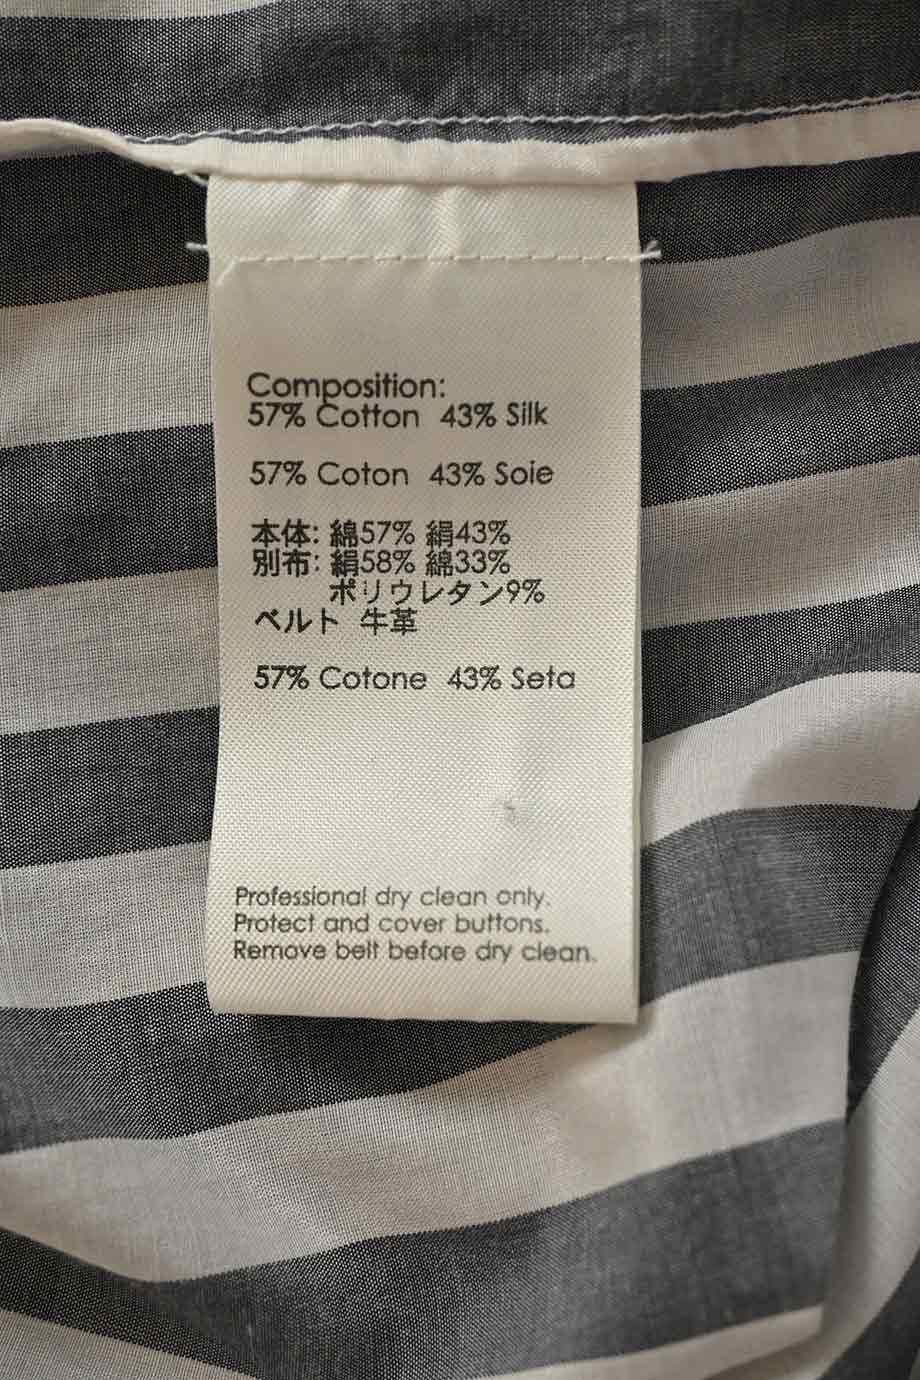 Composition:
57% Cotton 43% Silk
57% Coton 43% Soie
本体: 綿57% 絹43%
別布: 絹58% 綿33%
ポリウレタン9%
ベルト 牛革
57% Cotone 43% Seta
Professional dry clean only.
Protect and cover buttons.
Remove belt before dry clean.